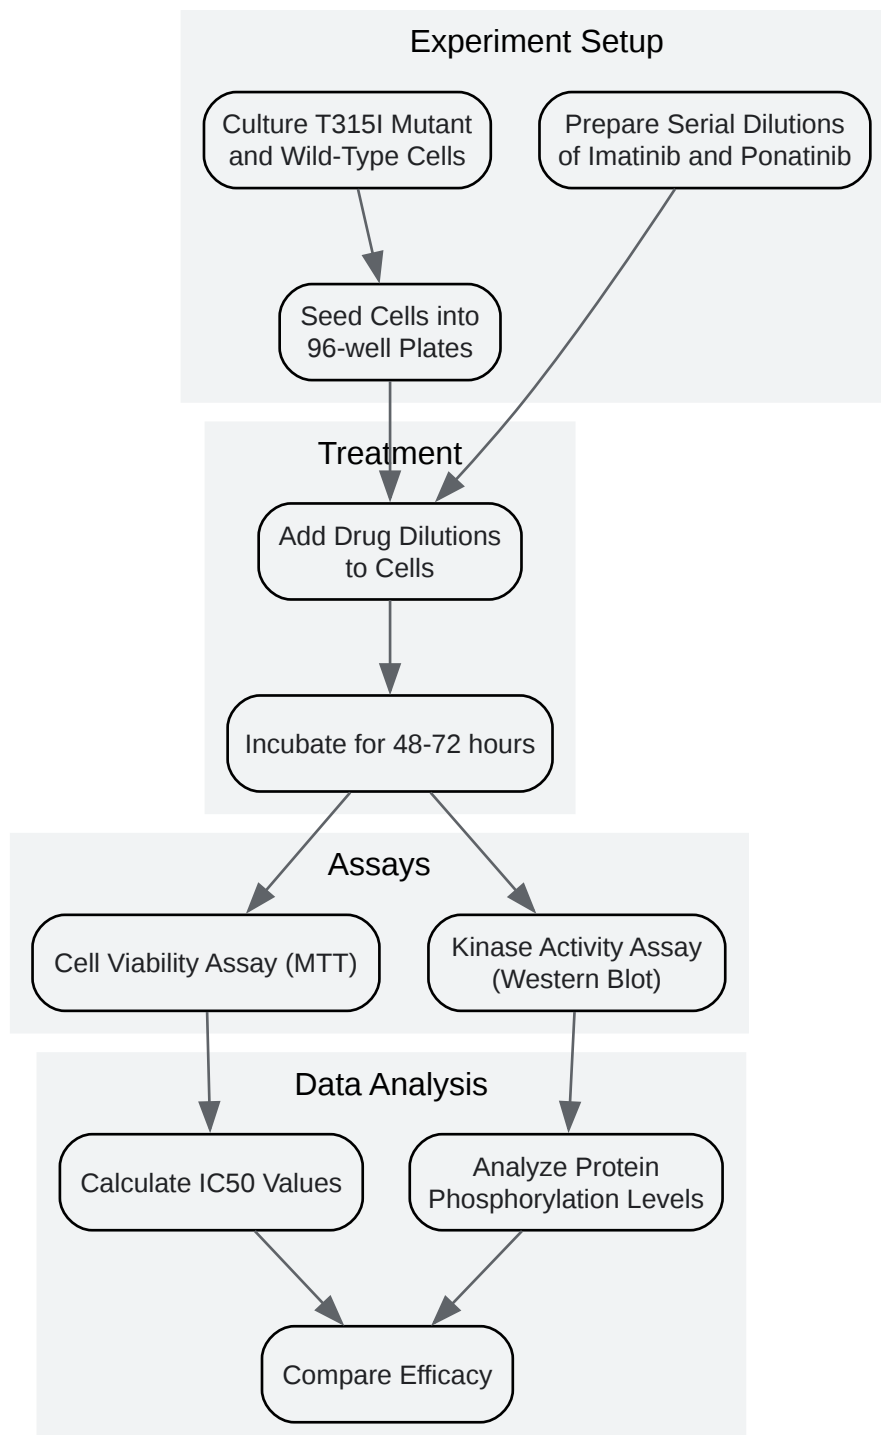 Experiment Setup
Culture T315I Mutant
and Wild-Type Cells
Prepare Serial Dilutions
of Imatinib and Ponatinib
Seed Cells into
96-well Plates
Treatment
Add Drug Dilutions
to Cells
Incubate for 48-72 hours
Assays
Cell Viability Assay (MTT)
Kinase Activity Assay
(Western Blot)
Data Analysis
Calculate IC50 Values
Analyze Protein
Phosphorylation Levels
Compare Efficacy